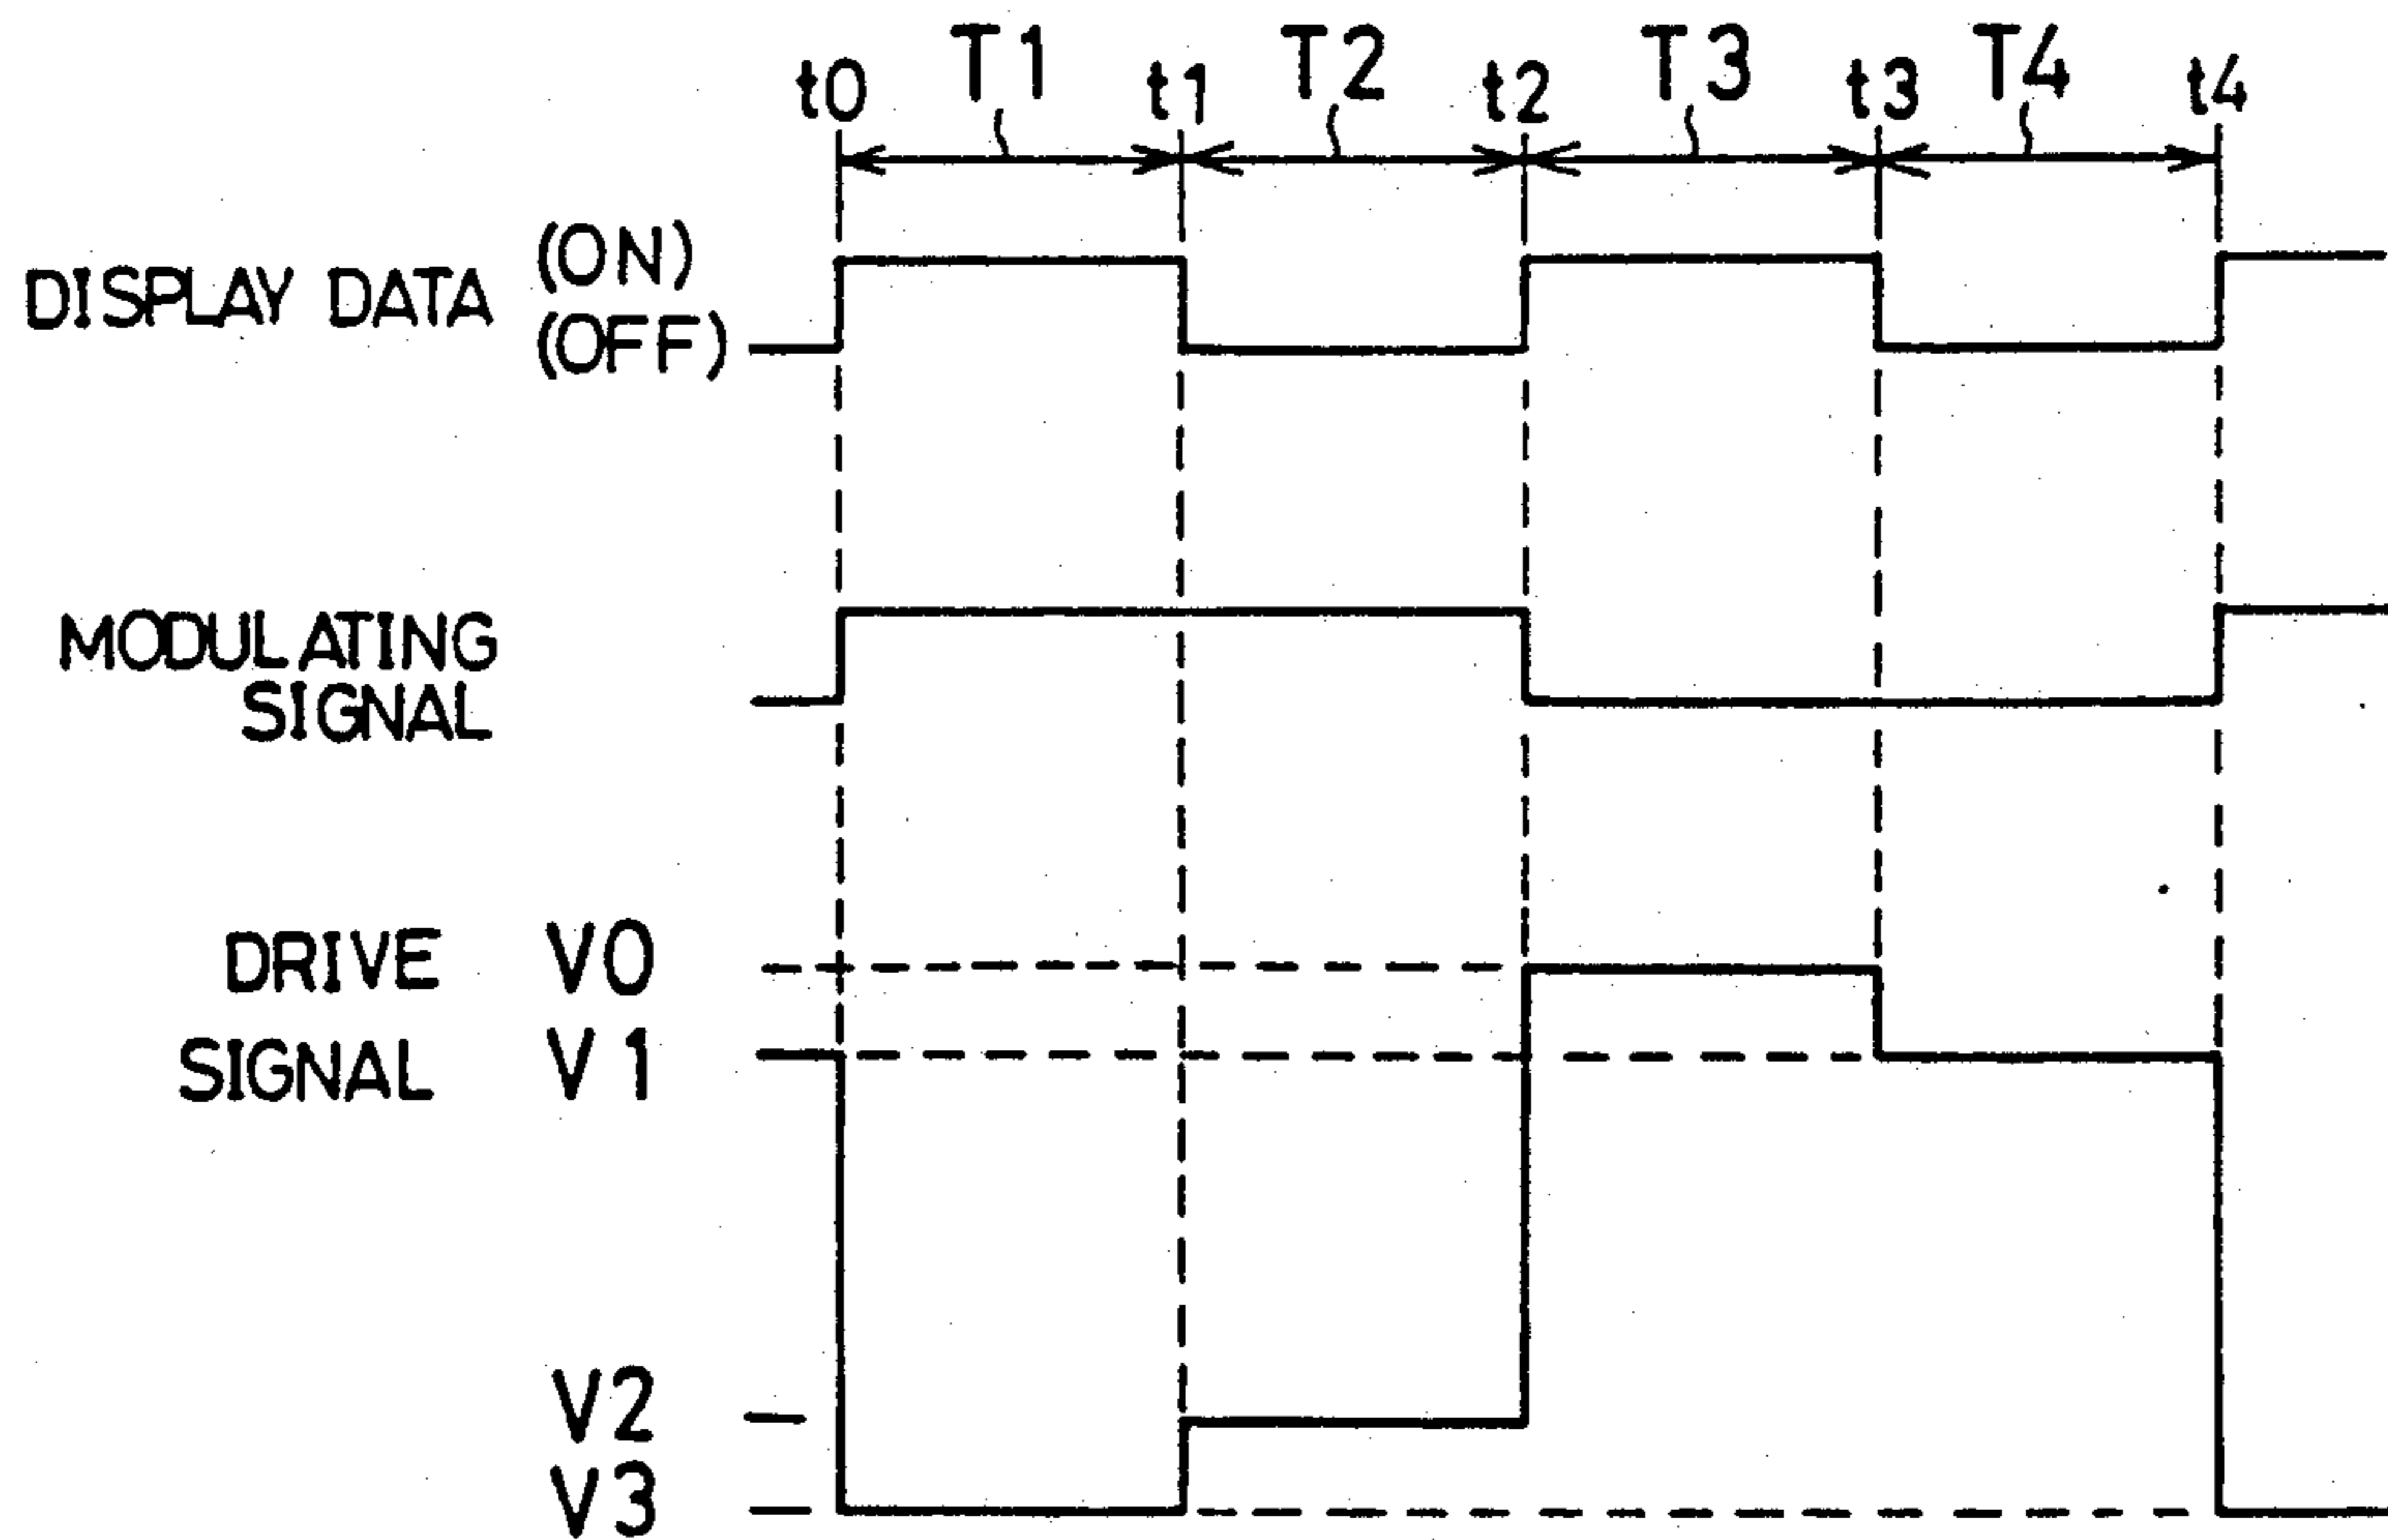 t0 T1 t1 T2 t2 T3 t3 T4 t4
DISPLAY DATA (ON)
(OFF)
MODULATING
SIGNAL
DRIVE V0
SIGNAL V1
V2
V3